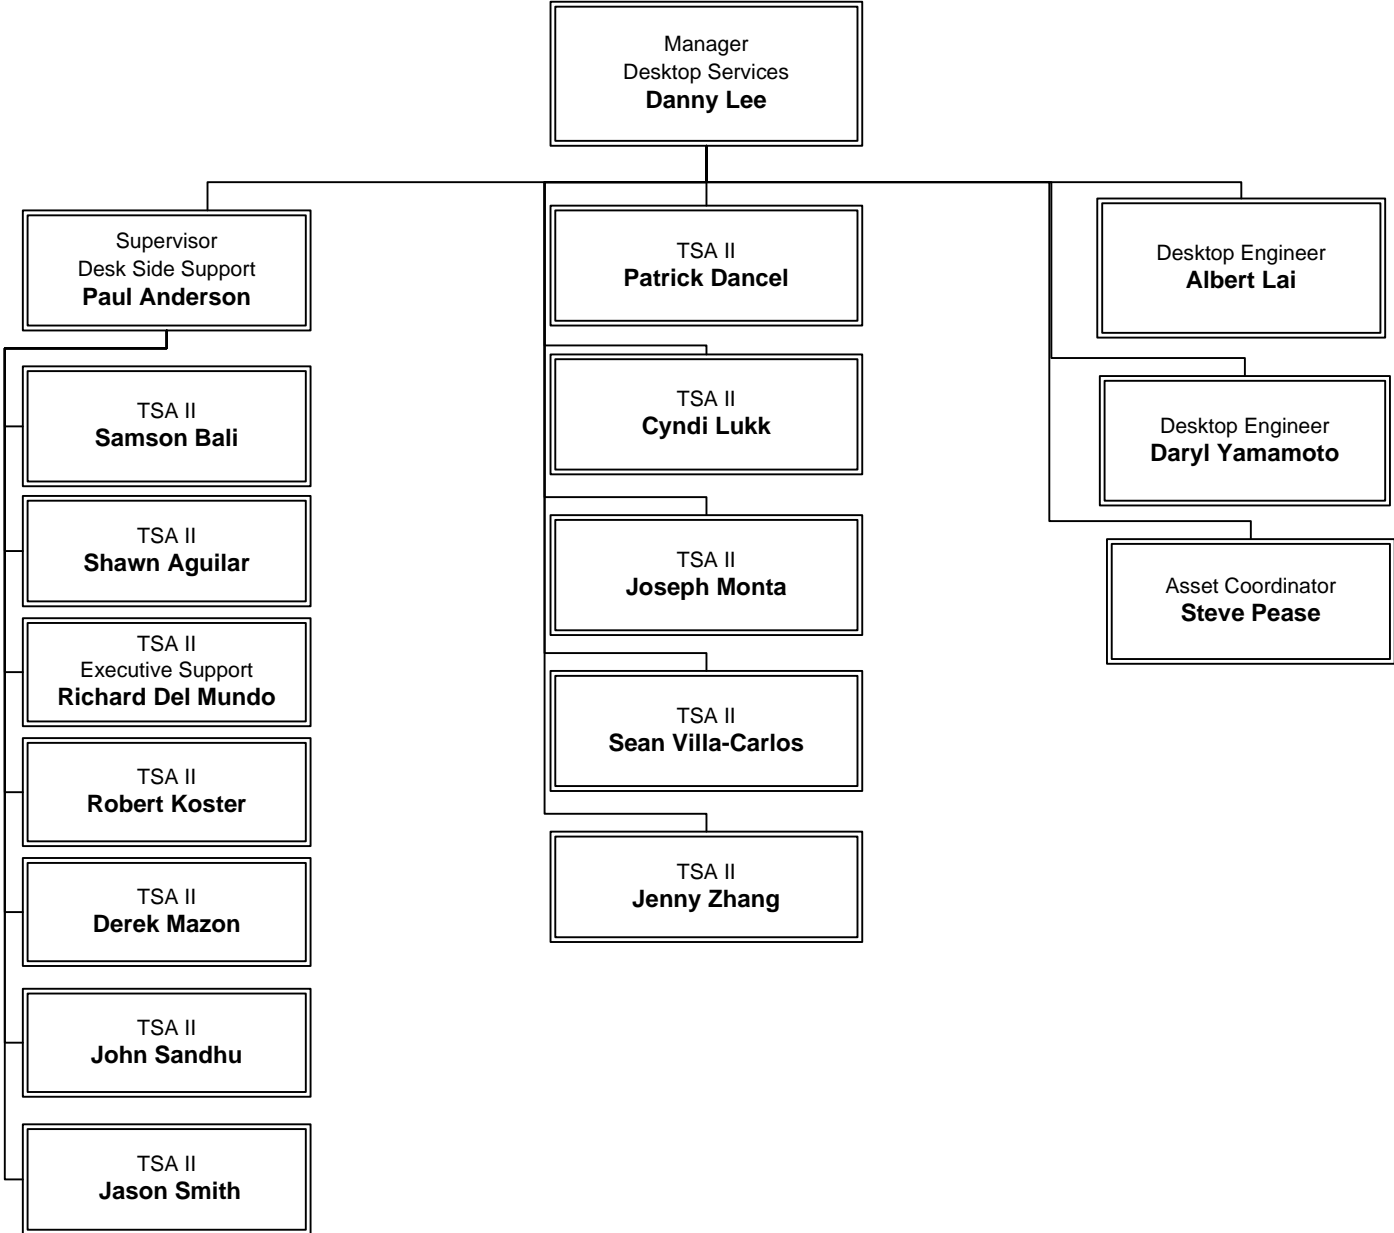 Manager
Desktop Services
Danny Lee
Supervisor
Desk Side Support
Paul Anderson
TSA II
Samson Bali
TSA II
Shawn Aguilar
TSA II
Executive Support
Richard Del Mundo
TSA II
Robert Koster
TSA II
Derek Mazon
TSA II
John Sandhu
TSA II
Jason Smith
TSA II
Patrick Dancel
TSA II
Cyndi Lukk
TSA II
Joseph Monta
TSA II
Sean Villa-Carlos
TSA II
Jenny Zhang
Desktop Engineer
Albert Lai
Desktop Engineer
Daryl Yamamoto
Asset Coordinator
Steve Pease